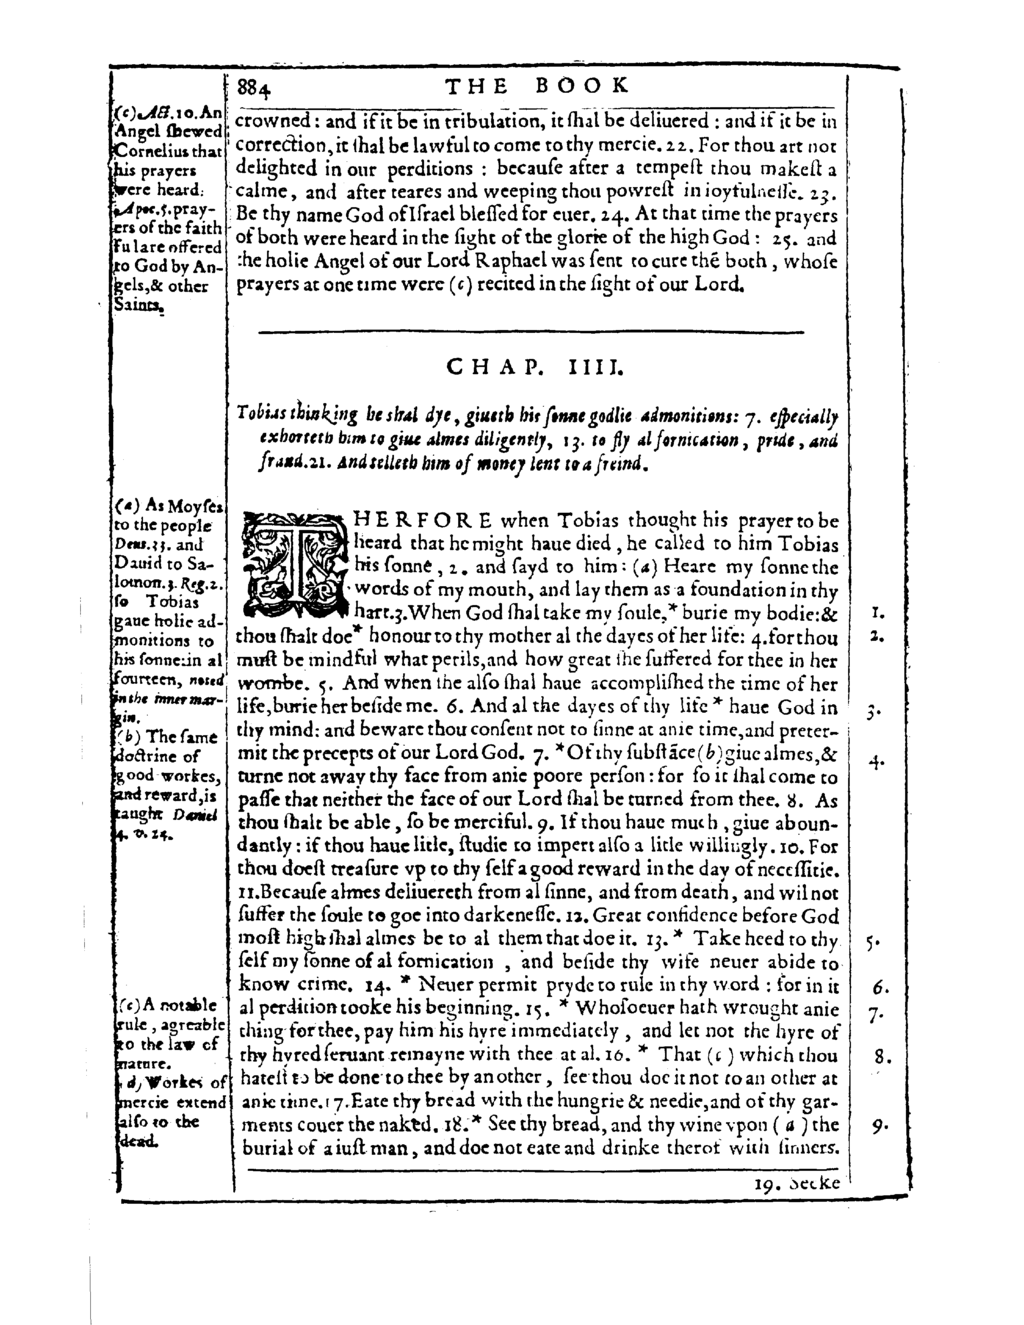 884 THE BOOK
(c) Act. 10. An
Angel shewed
Cornelius that
his prayers
were heard:
Apoc. 5. pray-
ers of the faith
ful are offered
to God by An-
gels, & other
Saints.
crowned: and if it be in tribulation, it ſhal be deliuered: and if it be in
correction, it ſhal be lawful to come to thy mercie. 22. For thou art not
delighted in our perditions: becauſe after a tempeſt thou makeſt a
calme, and after teares and weeping thou powreſt in ioyfulneſſe. 23.
Be thy name God of Iſrael bleſſed for euer. 24. At that time the prayers
of both were heard in the ſight of the glorie of the high God: 25. and
the holie Angel of our Lord Raphael was ſent to cure thē both, whoſe
prayers at one time were (c) recited in the ſight of our Lord.
CHAP. IIII.
Tobias thinking he shal dye, giueth his ſonne godlie admonitions: 7. eſpecially
exhorteth him to giue almes diligently, 13. to fly al fornication, pride, and
fraud. 21. And telleth him of money lent to a freind.
(a) As Moyſes
to the people
Deut. 33. and
Dauid to Sa-
lomon. 3. Reg. 2.
ſo Tobias
gaue holie ad-
monitions to
his ſonne: in al
fourteen, noted
in the inner mar-
gin.
(b) The ſame
doctrine of
good workes,
and reward, is
taught Daniel
4. v. 24.
(c) A notable
rule, agreable
to the law of
nature.
(d) Workes of
mercie extend
alſo to the
dead.
THERFORE when Tobias thought his prayer to be
heard that he might haue died, he called to him Tobias
his ſonne, 2. and ſayd to him: (a) Heare my ſonne the
words of my mouth, and lay them as a foundation in thy
hart. 3. When God ſhal take my ſoule, * burie my bodie: & 1.
thou ſhalt doe * honour to thy mother al the dayes of her life: 4. for thou 2.
muſt be mindful what perils, and how great ſhe ſuffered for thee in her
wombe. 5. And when ſhe alſo ſhal haue accompliſhed the time of her
life, burie her beſide me. 6. And al the dayes of thy life * haue God in 3.
thy mind: and beware thou conſent not to ſinne at anie time, and preter-
mit the precepts of our Lord God. 7. * Of thy ſubſtāce (b) giue almes, & 4.
turne not away thy face from anie poore perſon: for ſo it ſhal come to
paſſe that neither the face of our Lord ſhal be turned from thee. 8. As
thou ſhalt be able, ſo be merciful. 9. If thou haue much, giue aboun-
dantly: if thou haue litle, ſtudie to impert alſo a litle willingly. 10. For
thou doeſt treaſure vp to thy ſelf a good reward in the day of neceſſitie.
11. Becauſe almes deliuereth from al ſinne, and from death, and wil not
ſuffer the ſoule to goe into darkeneſſe. 12. Great confidence before God
moſt high ſhal almes be to al them that doe it. 13. * Take heed to thy 5.
ſelf my ſonne of al fornication, and beſide thy wife neuer abide to
know crime. 14. * Neuer permit pryde to rule in thy word: for in it 6.
al perdition tooke his beginning. 15. * Whoſoeuer hath wrought anie 7.
thing for thee, pay him his hyre immediately, and let not the hyre of
thy hyred ſeruant remayne with thee at al. 16. * That (c) which thou 8.
hateſt to be done to thee by an other, ſee thou doe it not to an other at
anie time. 17. Eate thy bread with the hungrie & needie, and of thy gar-
ments couer the naked. 18. * Set thy bread, and thy wine vpon (d) the 9.
burial of a iuſt man, and doe not eate and drinke therof with ſinners.
19. Seeke